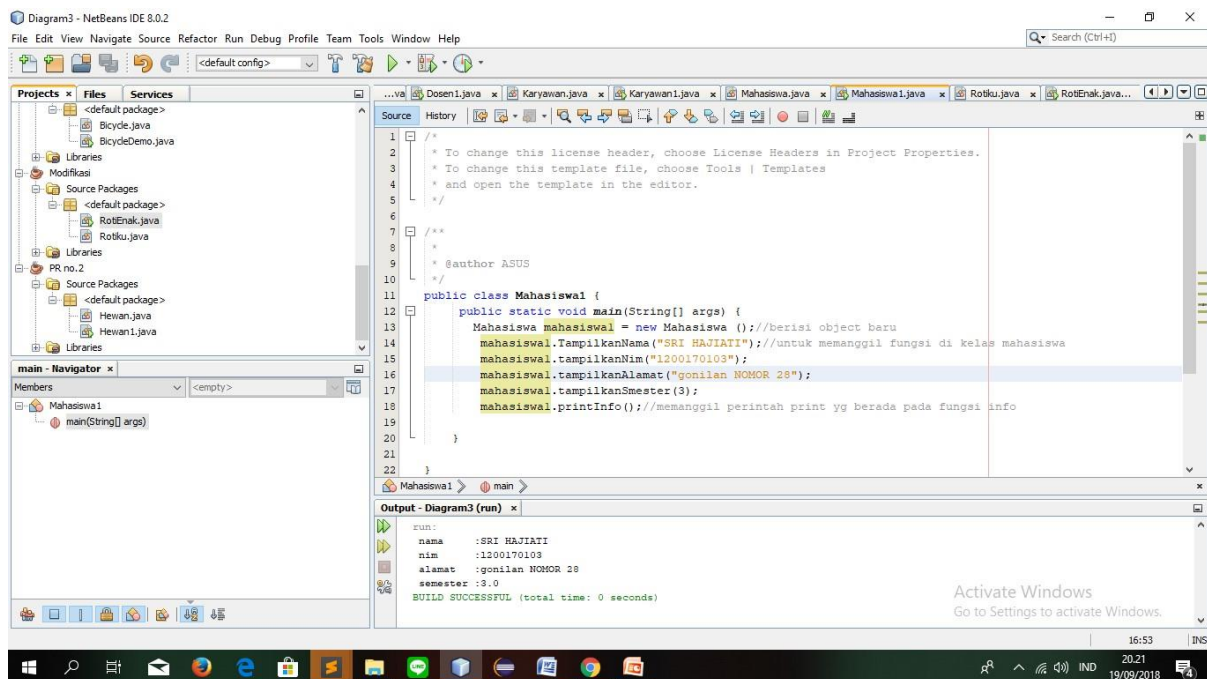 Diagram3 - NetBeans IDE 8.0.2
File Edit View Navigate Source Refactor Run Debug Profile Team Tools Window Help
Search (Ctrl+I)
<default config>
Projects Files Services
<default package>
Bicycle.java
BicycleDemo.java
Libraries
Modifikasi
Source Packages
<default package>
RotiEnak.java
Rotiku.java
Libraries
PR no.2
Source Packages
<default package>
Hewan.java
Hewan1.java
Libraries
main - Navigator
Members <empty>
Mahasiswa1
main(String[] args)
...va Dosen1.java Karyawan.java Karyawan1.java Mahasiswa.java Mahasiswa1.java Rotiku.java RotiEnak.java...
Source History
1 /*
2 * To change this license header, choose License Headers in Project Properties.
3 * To change this template file, choose Tools | Templates
4 * and open the template in the editor.
5 */
6
7 /**
8 *
9 * @author ASUS
10 */
11 public class Mahasiswa1 {
12 public static void main(String[] args) {
13 Mahasiswa mahasiswa1 = new Mahasiswa ();//berisi object baru
14 mahasiswa1.TampilkanNama("SRI HAJIATI");//untuk memanggil fungsi di kelas mahasiswa
15 mahasiswa1.tampilkanNim("1200170103");
16 mahasiswa1.tampilkanAlamat("gonilan NOMOR 28");
17 mahasiswa1.tampilkanSmester(3);
18 mahasiswa1.printInfo();//memanggil perintah print yg berada pada fungsi info
19
20 }
21
22 }
Mahasiswa1 main
Output - Diagram3 (run)
run:
nama :SRI HAJIATI
nim :1200170103
alamat :gonilan NOMOR 28
semester :3.0
BUILD SUCCESSFUL (total time: 0 seconds)
Activate Windows
Go to Settings to activate Windows.
16:53 INS
IND
20.21
19/09/2018